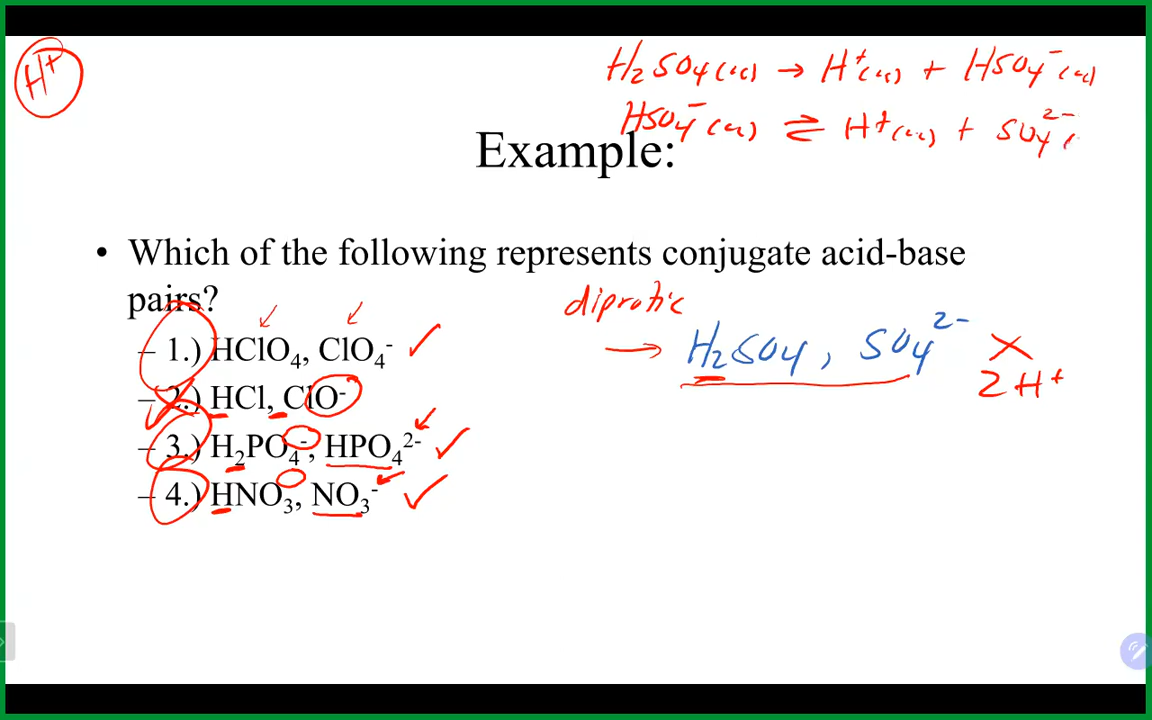 H⁺
H₂SO₄(aq) → H⁺(aq) + HSO₄⁻(aq)
HSO₄⁻(aq) ⇌ H⁺(aq) + SO₄²⁻(
Example:
• Which of the following represents conjugate acid-base
pairs?
diprotic
– 1.) HClO₄, ClO₄⁻ ✓
→ H₂SO₄, SO₄²⁻ ✗
– 2.) HCl, ClO⁻
2H⁺
– 3.) H₂PO₄⁻, HPO₄²⁻ ✓
– 4.) HNO₃, NO₃⁻ ✓